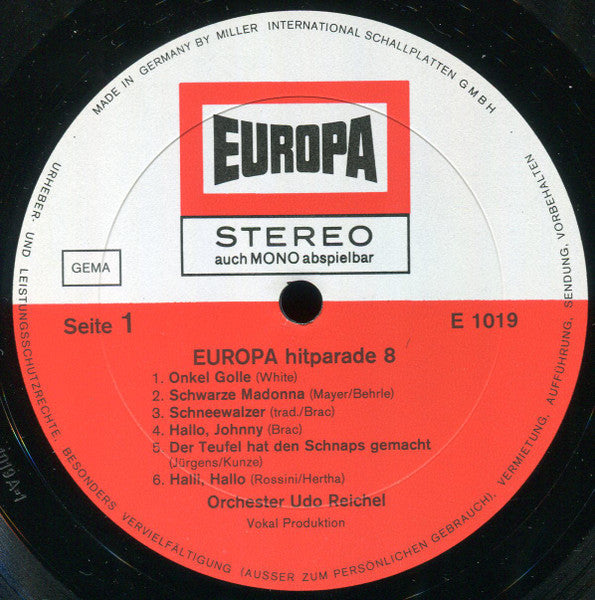 MADE IN GERMANY BY MILLER INTERNATIONAL SCHALLPLATTEN GMBH
EUROPA
STEREO
auch MONO abspielbar
GEMA
Seite 1
E 1019
EUROPA hitparade 8
1. Onkel Golle (White)
2. Schwarze Madonna (Mayer/Behrle)
3. Schneewalzer (trad./Brac)
4. Hallo, Johnny (Brac)
5 Der Teufel hat den Schnaps gemacht
(Jürgens/Kunze)
6. Halli, Hallo (Rossini/Hertha)
Orchester Udo Reichel
Vokal Produktion
URHEBER- UND LEISTUNGSSCHUTZRECHTE BESONDERS VERVIELFÄLTIGUNG (AUSSER ZUM PERSÖNLICHEN GEBRAUCH), VERMIETUNG, AUFFÜHRUNG, SENDUNG, VORBEHALTEN